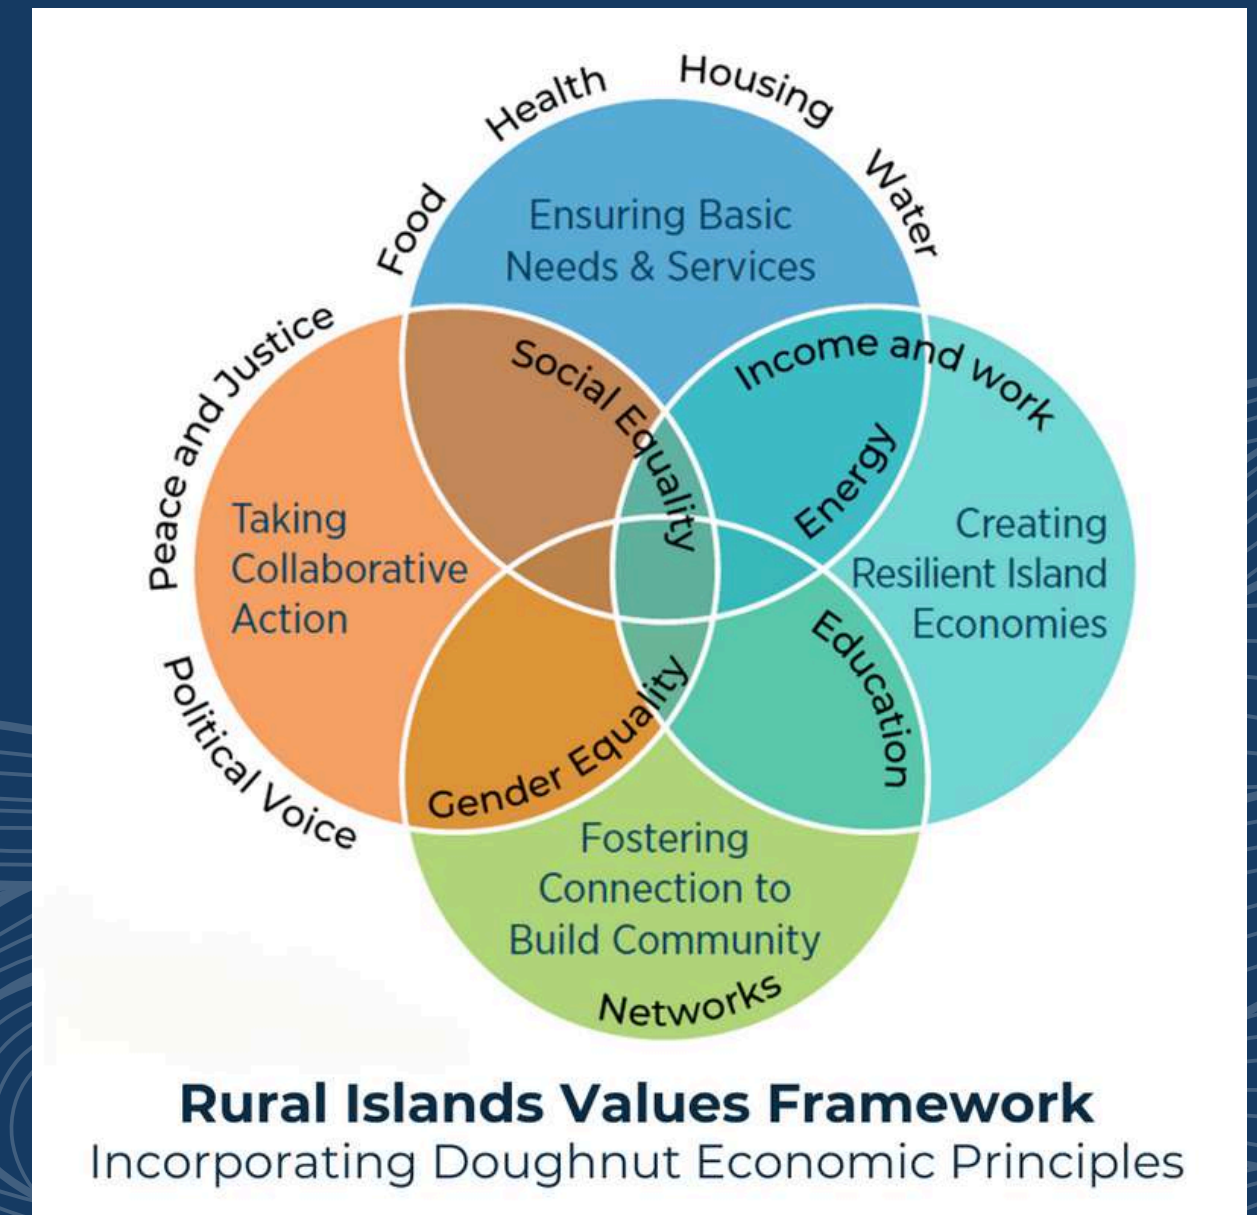 Housing
Health
Water
Food
Ensuring Basic
Needs & Services
Peace and Justice
Social Equality
Income and work
Energy
Taking
Collaborative
Action
Creating
Resilient Island
Economies
Education
Political Voice
Gender Equality
Fostering
Connection to
Build Community
Networks
Rural Islands Values Framework
Incorporating Doughnut Economic Principles